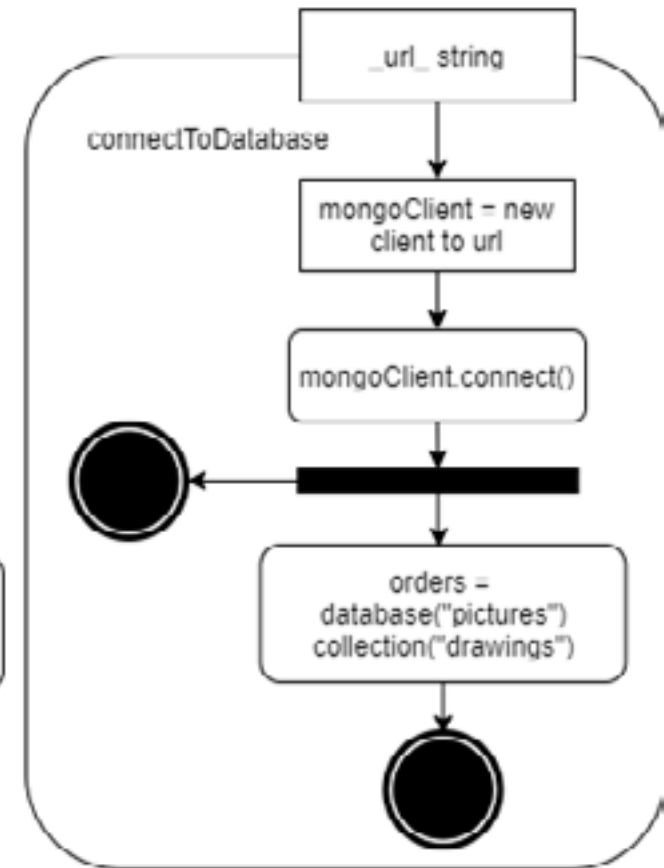 _url_ string
connectToDatabase
mongoClient = new
client to url
mongoClient.connect()
orders =
database("pictures")
collection("drawings")